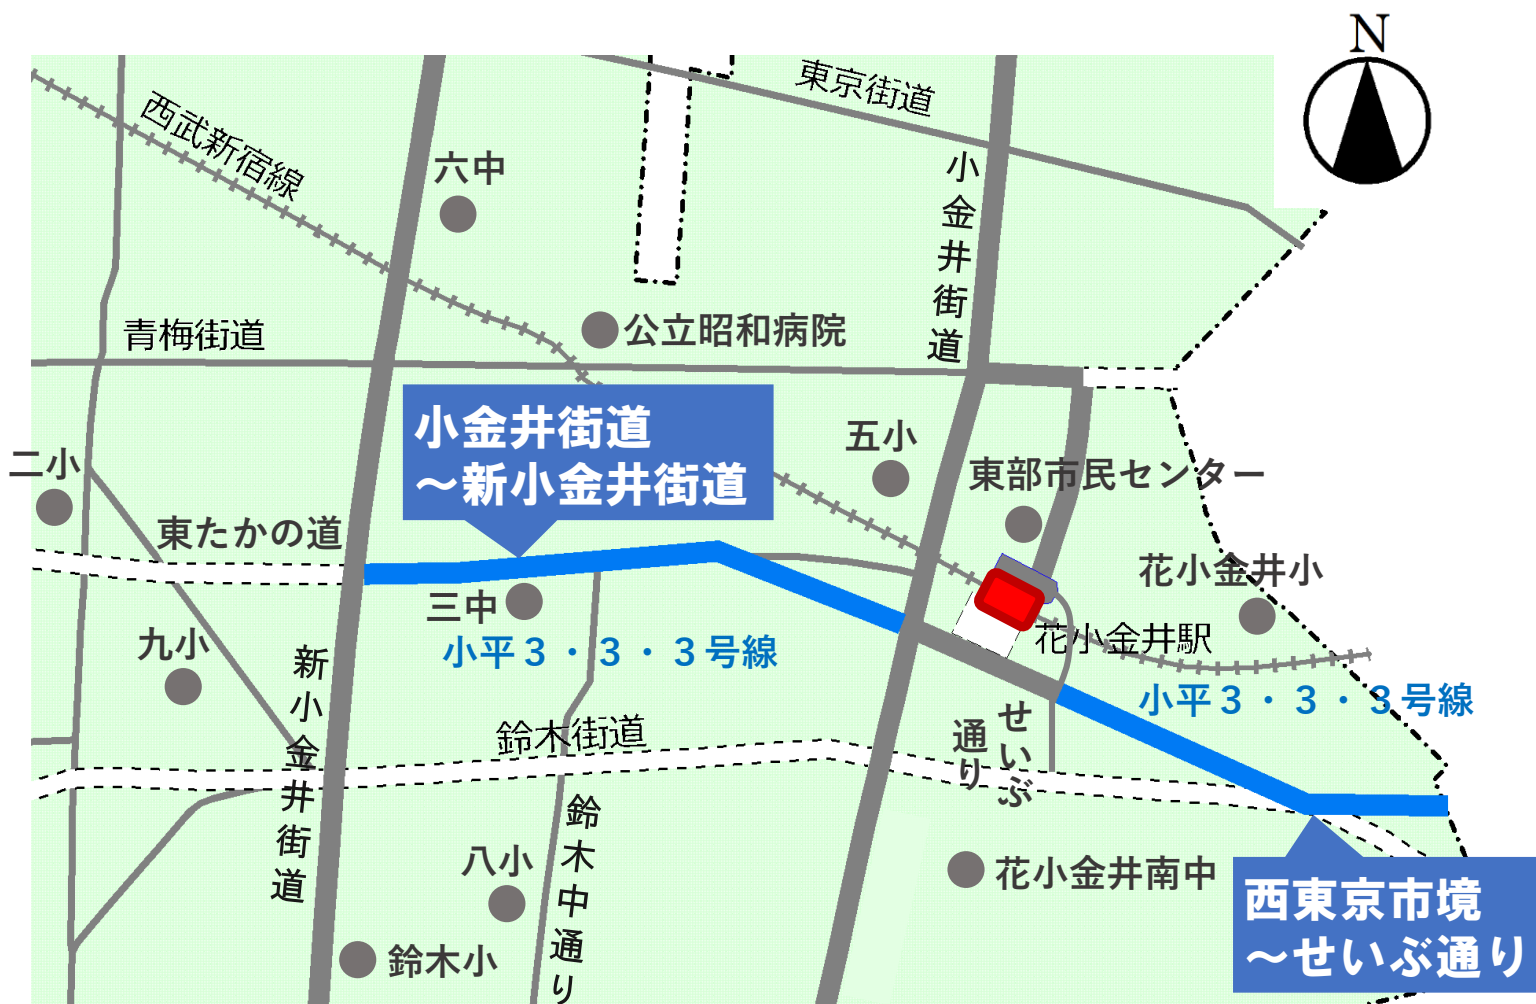 N
東京街道
西武新宿線
六中
小金井街道
公立昭和病院
青梅街道
小金井街道
～新小金井街道
五小
二小
東部市民センター
東たかの道
花小金井小
三中
九小
花小金井駅
小平３・３・３号線
新小金井街道
小平３・３・３号線
せいぶ
通り
鈴木街道
鈴木中通り
八小
花小金井南中
西東京市境
～せいぶ通り
鈴木小